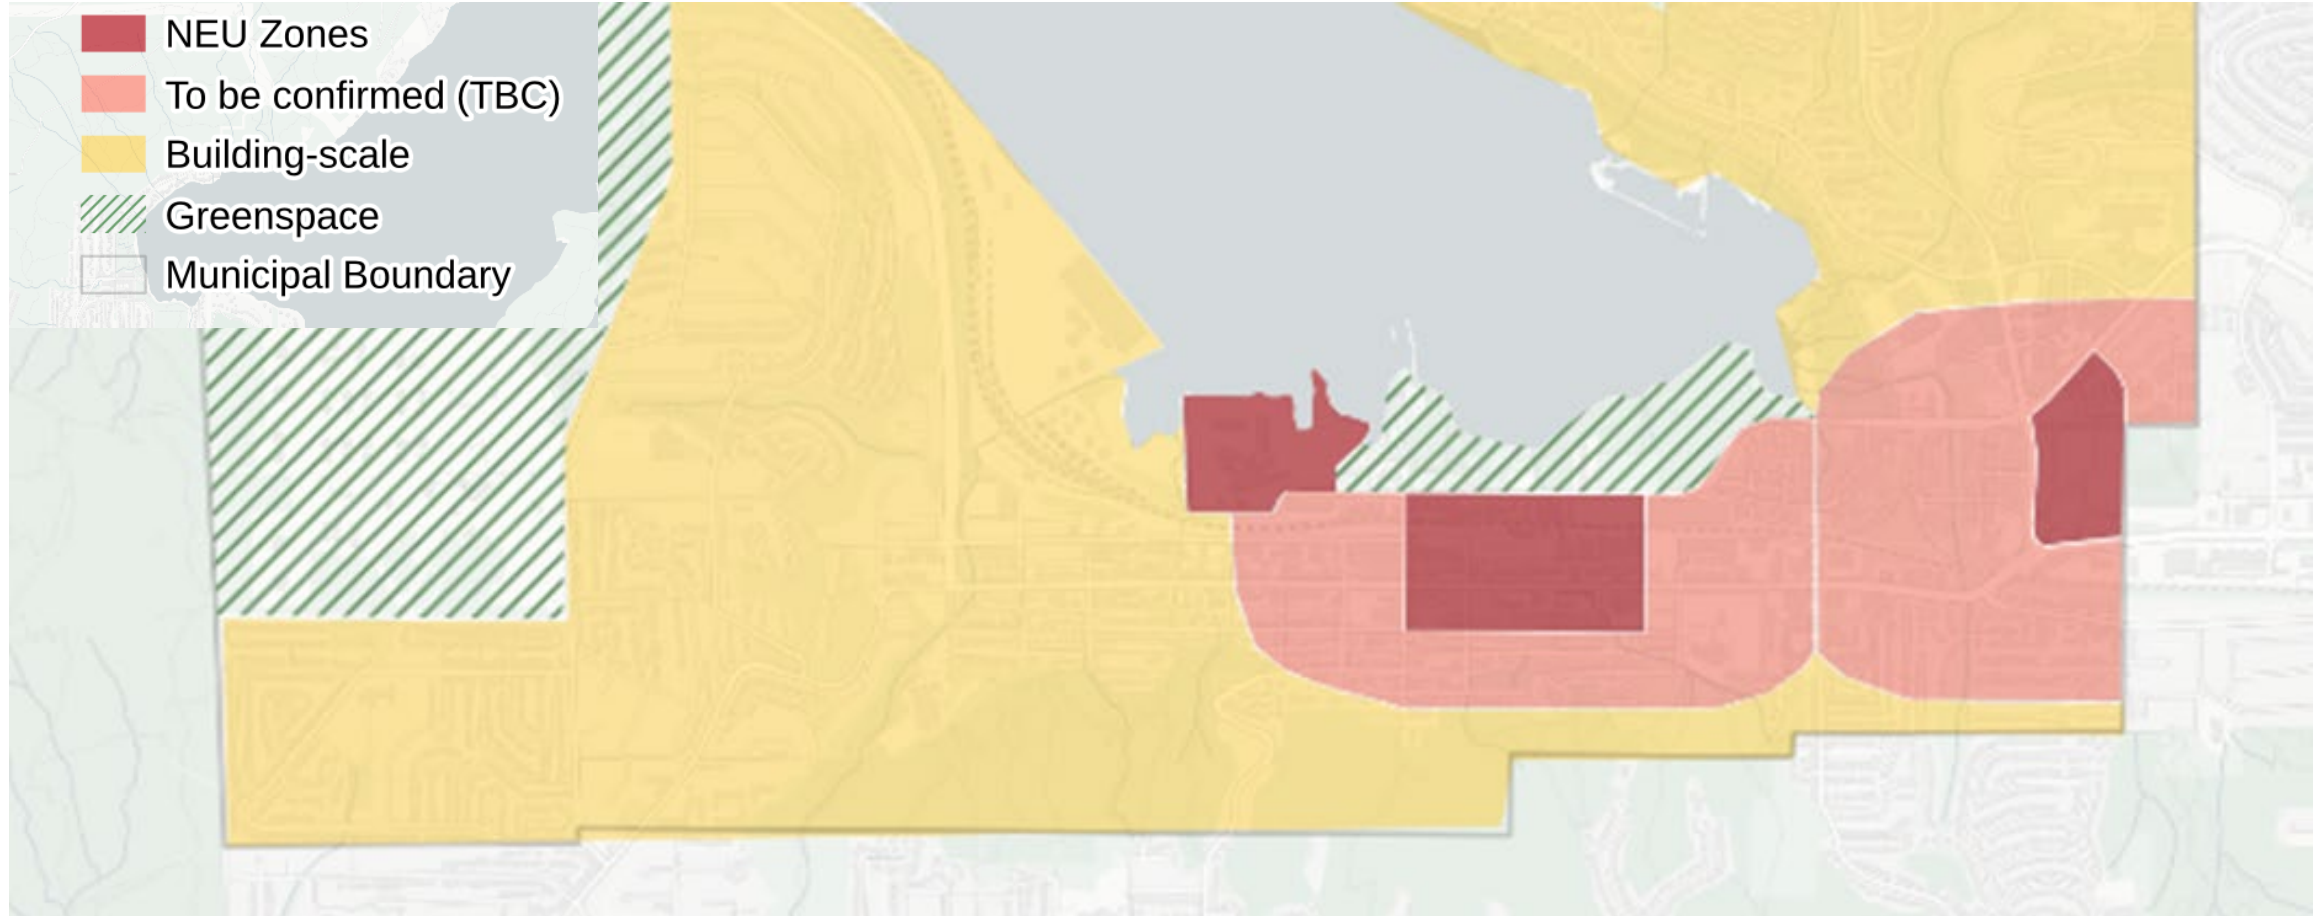 NEU Zones
To be confirmed (TBC)
Building-scale
Greenspace
Municipal Boundary